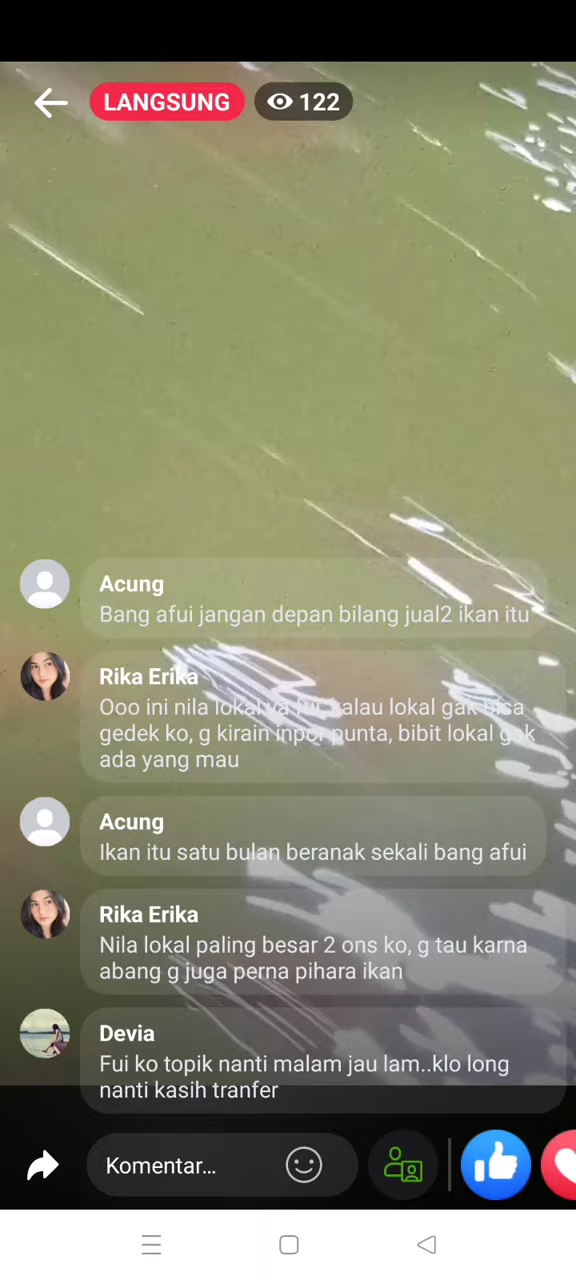 LANGSUNG 122
Acung
Bang afui jangan depan bilang jual2 ikan itu
Rika Erika
Ooo ini nila lokal ya kalau lokal gak bisa
gedek ko, g kirain inpor punta, bibit lokal gak
ada yang mau
Acung
Ikan itu satu bulan beranak sekali bang afui
Rika Erika
Nila lokal paling besar 2 ons ko, g tau karna
abang g juga perna pihara ikan
Devia
Fui ko topik nanti malam jau lam..klo long
nanti kasih tranfer
Komentar...